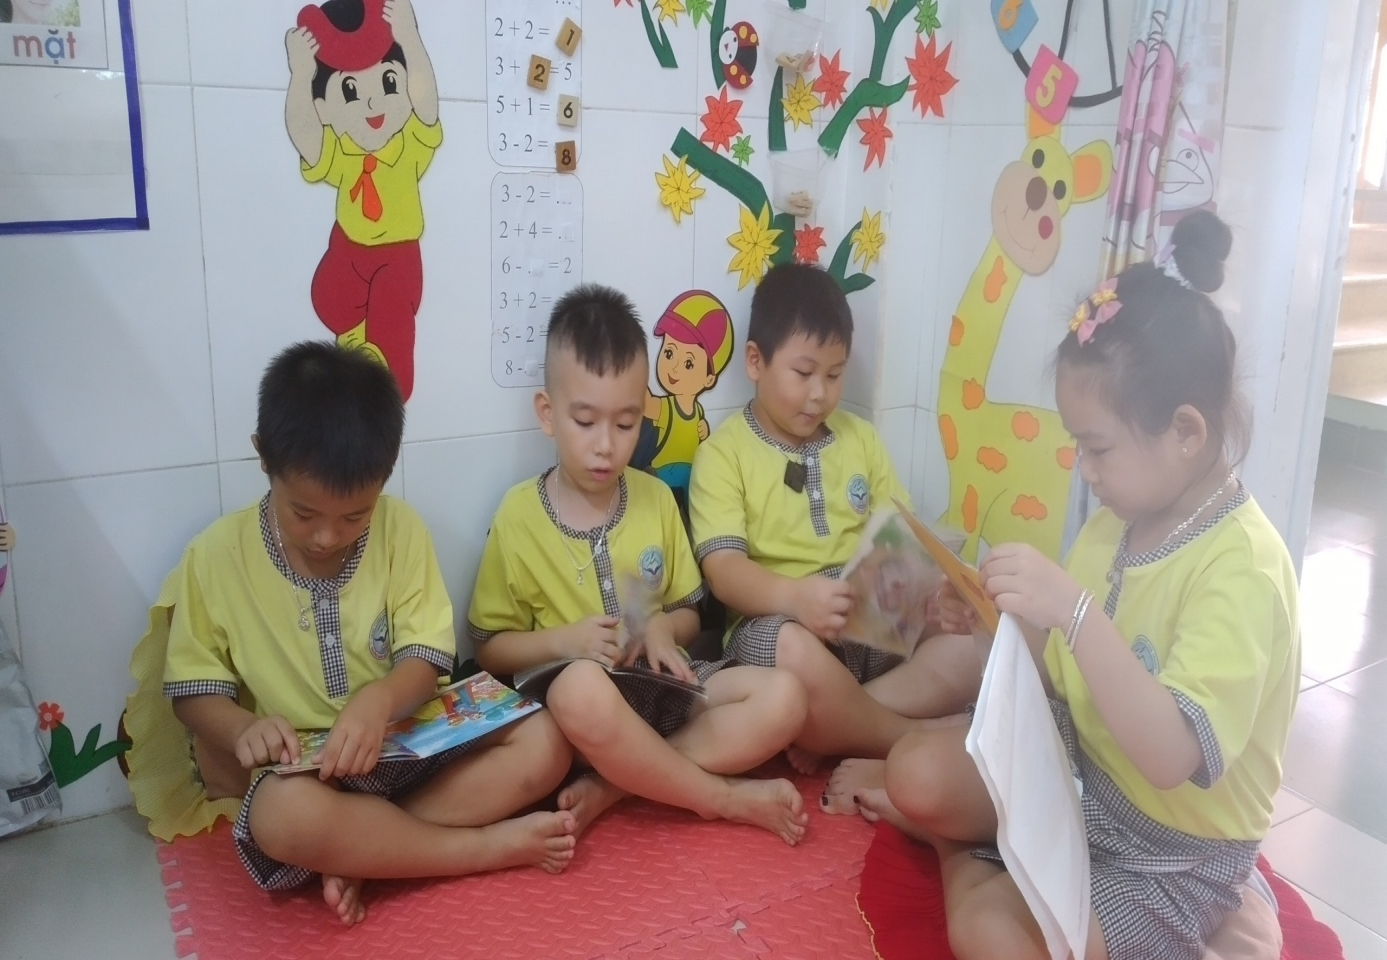 mặt
...
2 + 2 = 1
3 + 2 = 5
5 + 1 = 6
3 - 2 = 8
3 - 2 = ...
2 + 4 = .
6 - = 2
3 + 2 =
5 - 2 =
8 - =
6
5